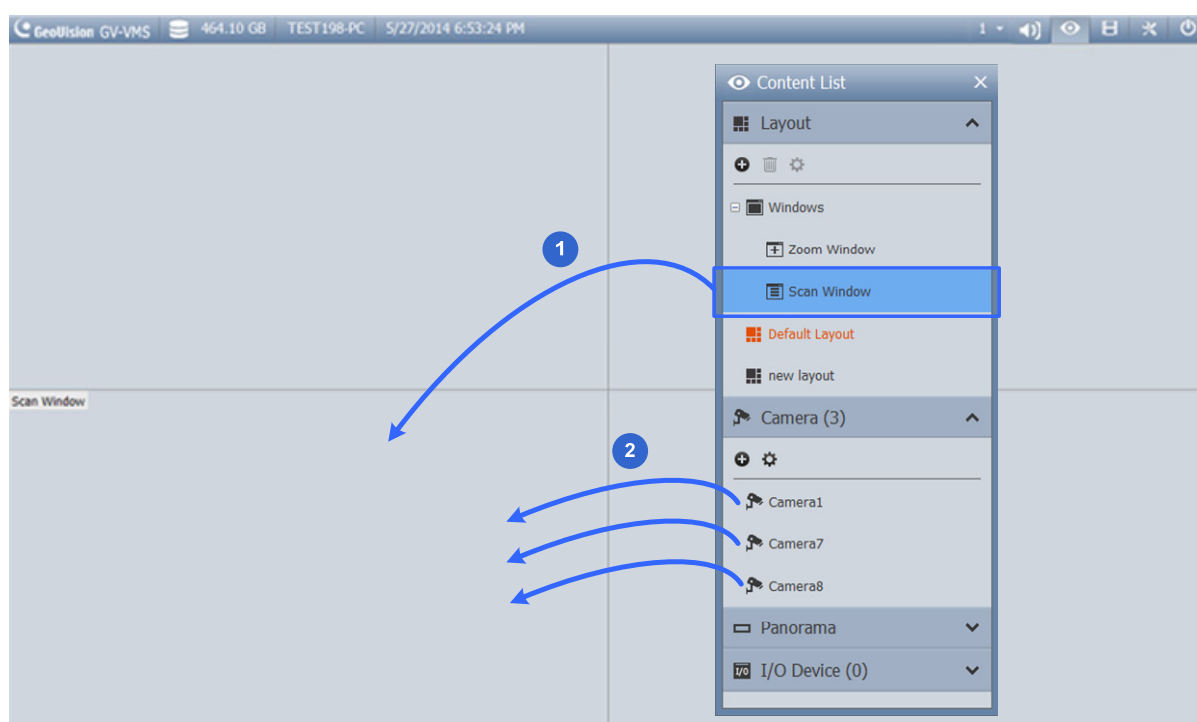 GeoVision GV-VMS 464.10 GB TEST198-PC 5/27/2014 6:53:24 PM 1
Content List
Layout
Windows
Zoom Window
1
Scan Window
Default Layout
new layout
Scan Window
Camera (3)
2
Camera1
Camera7
Camera8
Panorama
I/O I/O Device (0)